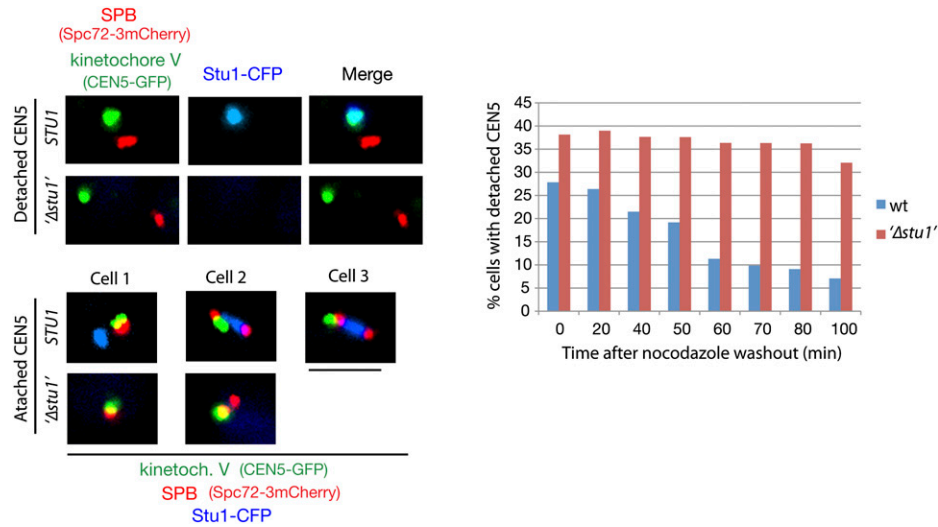 SPB
(Spc72-3mCherry)
kinetochore V
(CEN5-GFP)
Stu1-CFP
Merge
Detached CEN5
STU1
'Δstu1'
Cell 1
Cell 2
Cell 3
Atached CEN5
STU1
'Δstu1'
kinetoch. V (CEN5-GFP)
SPB (Spc72-3mCherry)
Stu1-CFP
% cells with detached CEN5
45
40
35
30
25
20
15
10
5
0
0 20 40 50 60 70 80 100
Time after nocodazole washout (min)
wt
'Δstu1'